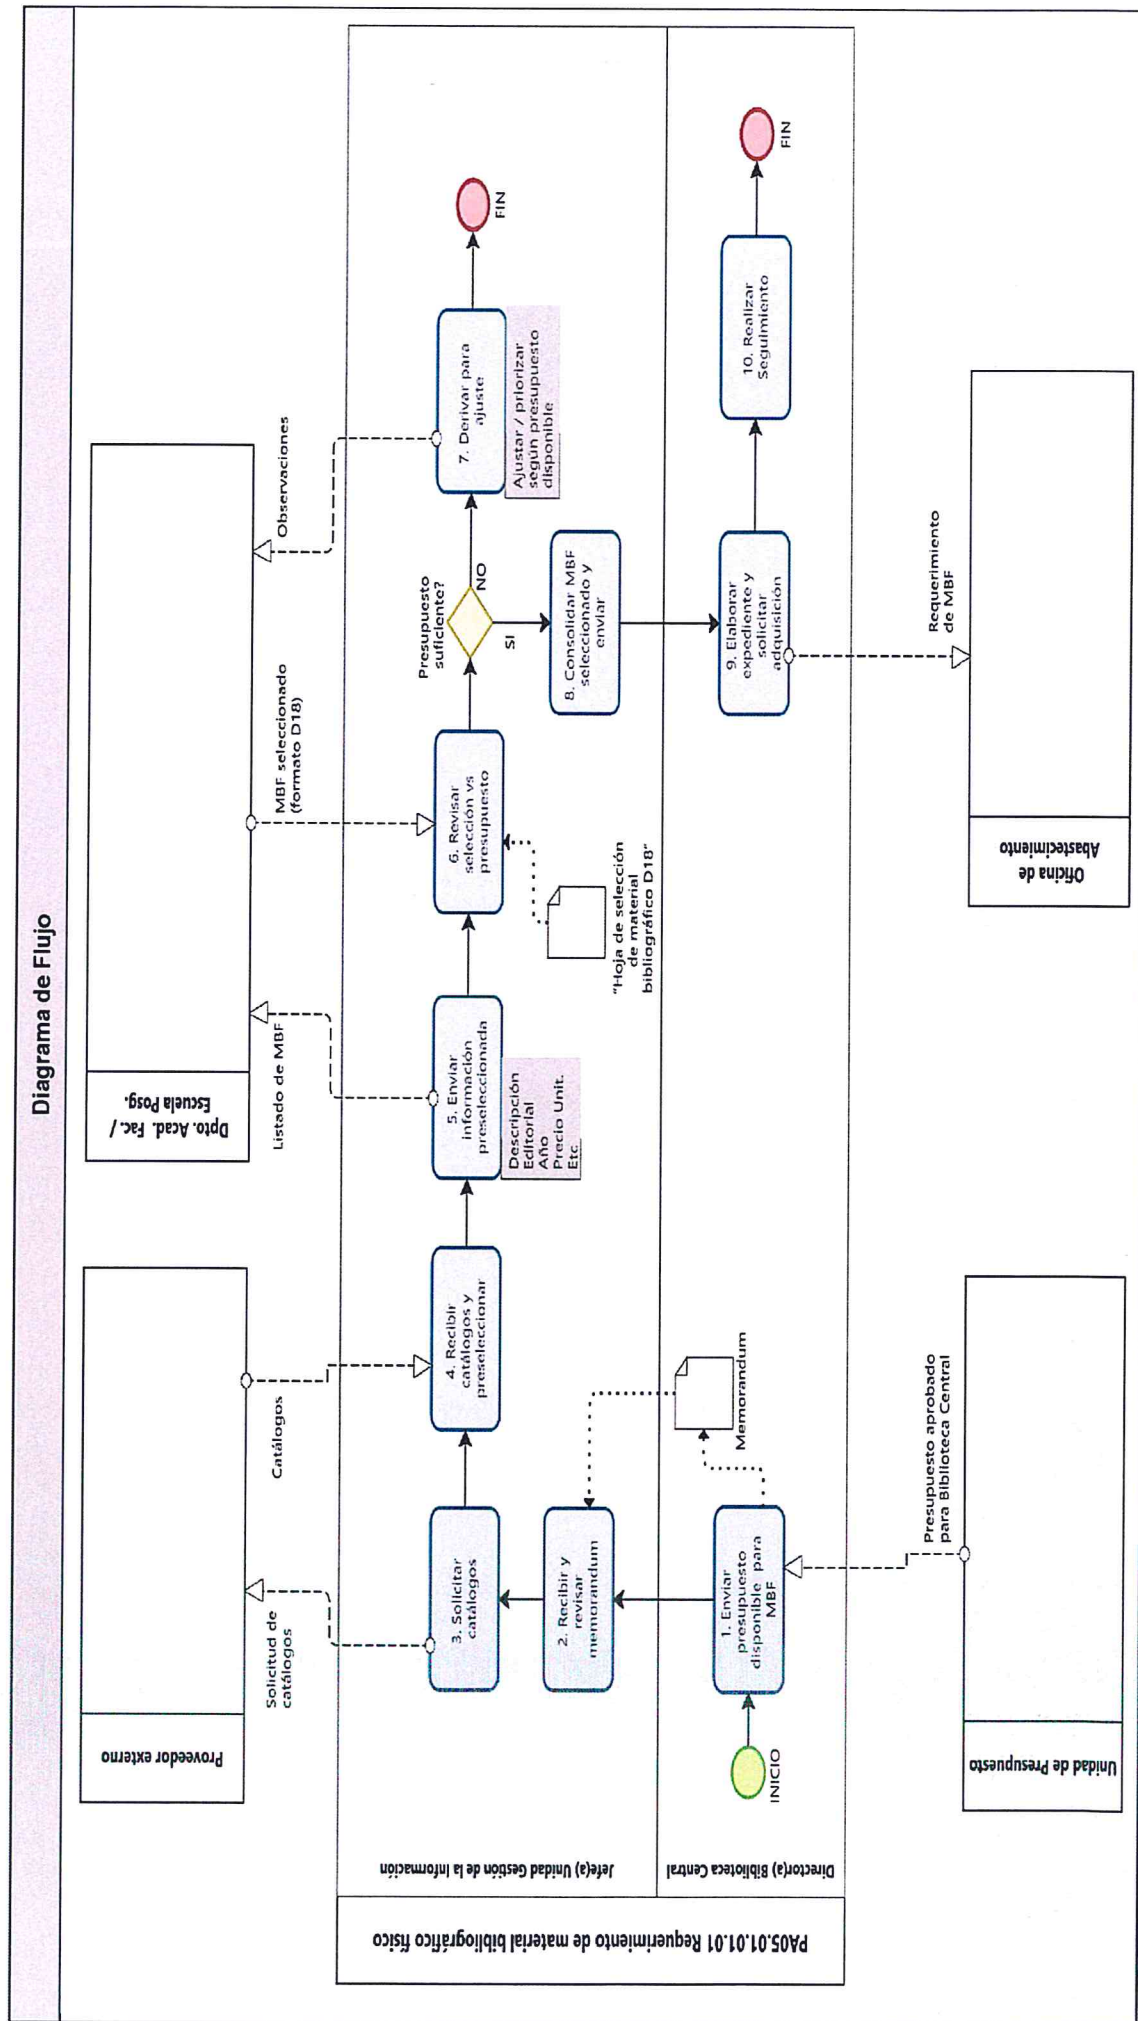 Diagrama de Flujo
Proveedor externo
Dpto. Acad. Fac. /
Escuela Posg.
Solicitud de
catálogos
Catálogos
Listado de MBF
MBF seleccionado
(formato D18)
Observaciones
PA05.01.01.01 Requerimiento de material bibliográfico físico
Jefe(a) Unidad Gestión de la Información
3. Solicitar
catálogos
4. Recibir
catálogos y
preseleccionar
5. Enviar
información
preseleccionada
Descripción
Editorial
Año
Precio Unit.
Etc.
6. Revisar
selección vs
presupuesto
Presupuesto
suficiente?
NO
SI
7. Derivar para
ajuste
Ajustar / priorizar
según presupuesto
disponible
FIN
2. Recibir y
revisar
memorandum
"Hoja de selección
de material
bibliográfico D18"
8. Consolidar MBF
seleccionado y
enviar
Director(a) Biblioteca Central
INICIO
1. Enviar
presupuesto
disponible para
MBF
Memorandum
9. Elaborar
expediente y
solicitar
adquisición
10. Realizar
Seguimiento
FIN
Presupuesto aprobado
para Biblioteca Central
Requerimiento
de MBF
Unidad de Presupuesto
Oficina de
Abastecimiento